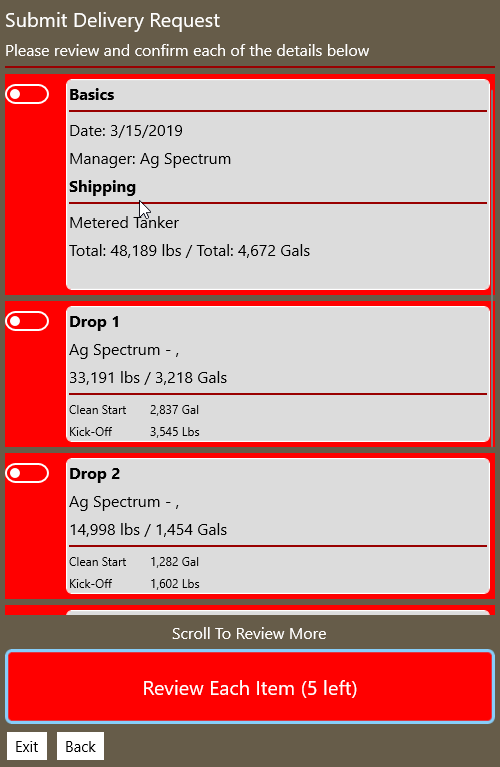 Submit Delivery Request
Please review and confirm each of the details below
Basics
Date: 3/15/2019
Manager: Ag Spectrum
Shipping
Metered Tanker
Total: 48,189 lbs / Total: 4,672 Gals
Drop 1
Ag Spectrum - ,
33,191 lbs / 3,218 Gals
Clean Start 2,837 Gal
Kick-Off 3,545 Lbs
Drop 2
Ag Spectrum - ,
14,998 lbs / 1,454 Gals
Clean Start 1,282 Gal
Kick-Off 1,602 Lbs
Scroll To Review More
Review Each Item (5 left)
Exit Back